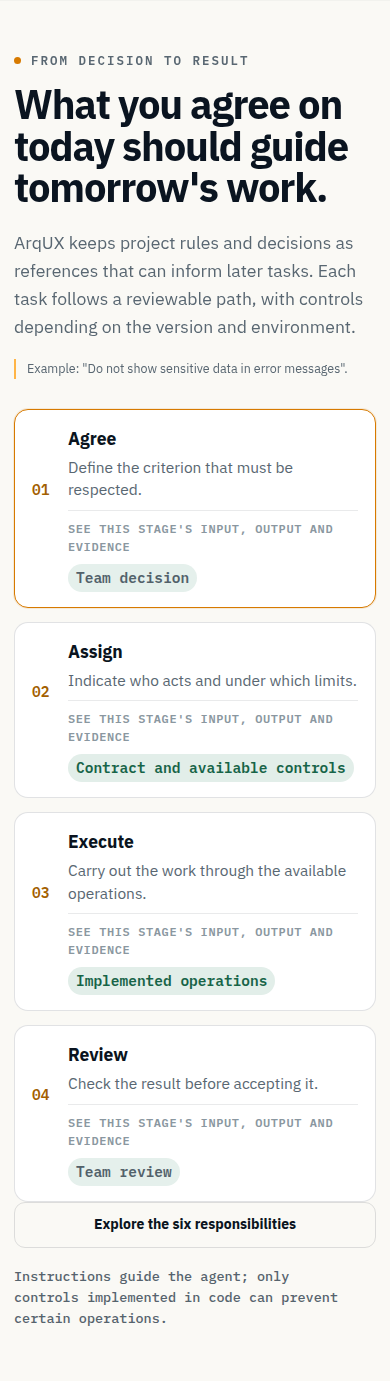 FROM DECISION TO RESULT
What you agree on
today should guide
tomorrow's work.
ArqUX keeps project rules and decisions as
references that can inform later tasks. Each
task follows a reviewable path, with controls
depending on the version and environment.
Example: "Do not show sensitive data in error messages".
01
Agree
Define the criterion that must be
respected.
SEE THIS STAGE'S INPUT, OUTPUT AND
EVIDENCE
Team decision
02
Assign
Indicate who acts and under which limits.
SEE THIS STAGE'S INPUT, OUTPUT AND
EVIDENCE
Contract and available controls
03
Execute
Carry out the work through the available
operations.
SEE THIS STAGE'S INPUT, OUTPUT AND
EVIDENCE
Implemented operations
04
Review
Check the result before accepting it.
SEE THIS STAGE'S INPUT, OUTPUT AND
EVIDENCE
Team review
Explore the six responsibilities
Instructions guide the agent; only
controls implemented in code can prevent
certain operations.